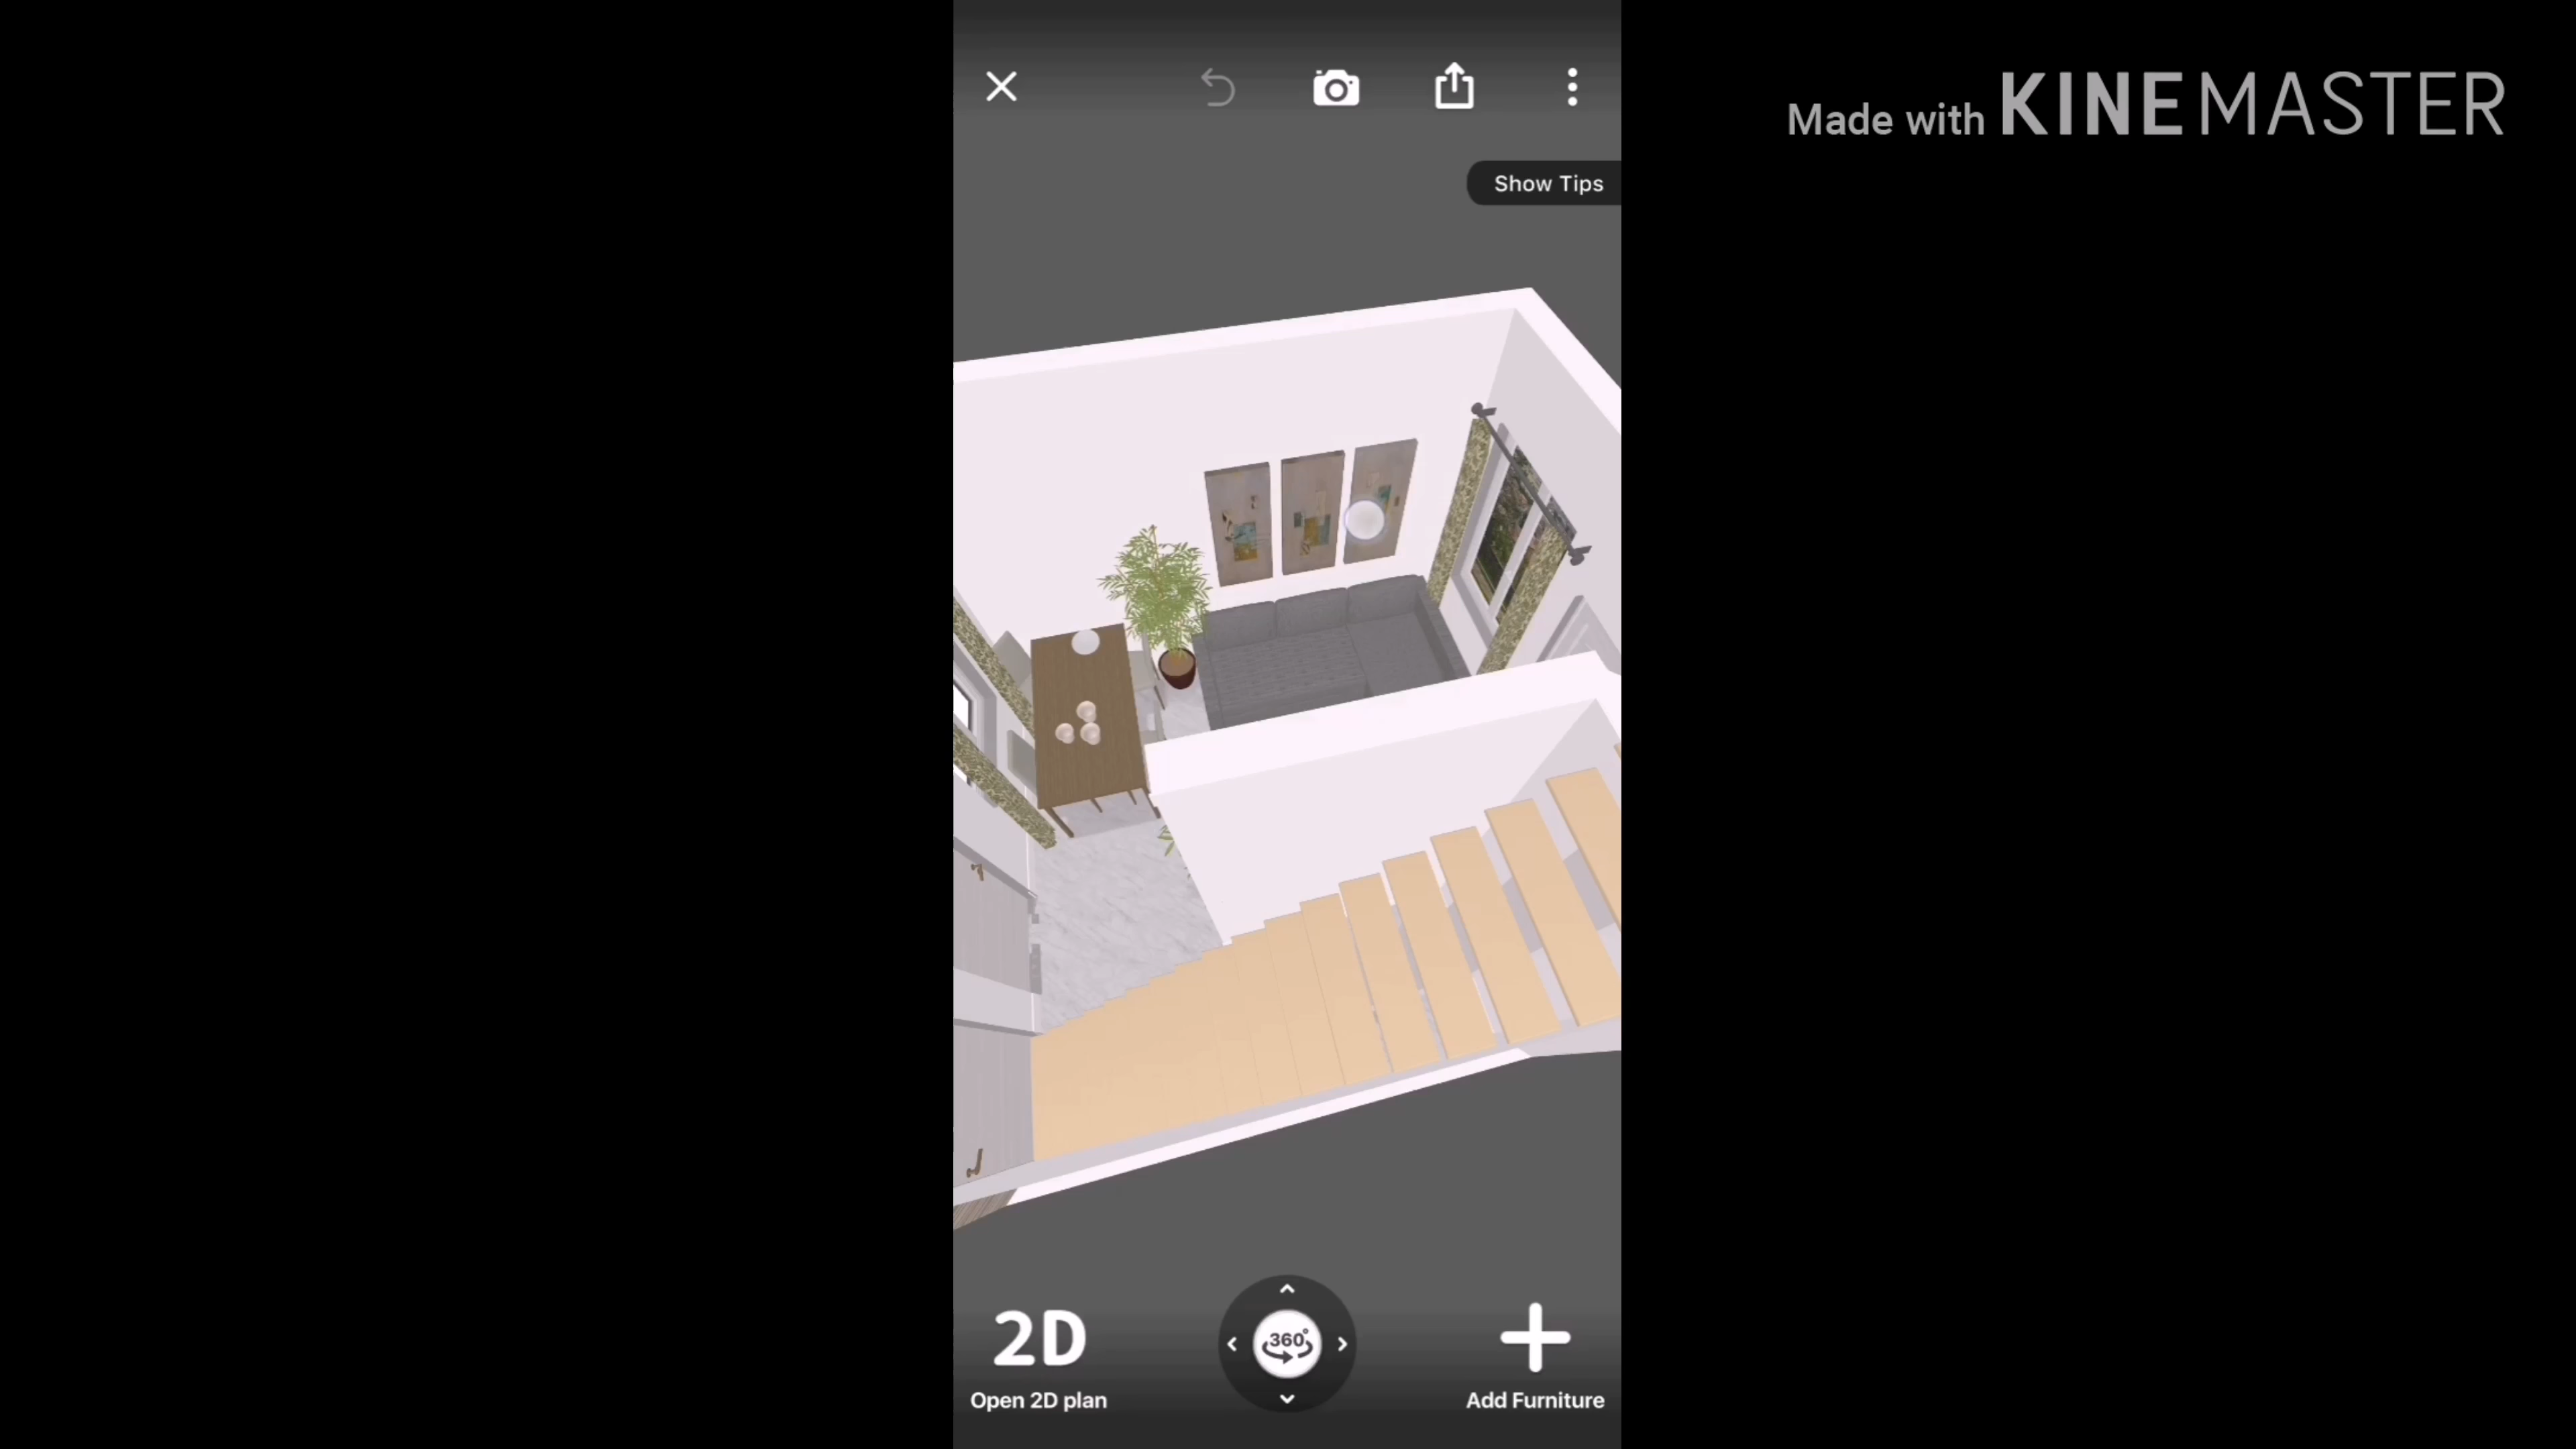 Made with KINEMASTER
Show Tips
2D
360°
Open 2D plan
Add Furniture